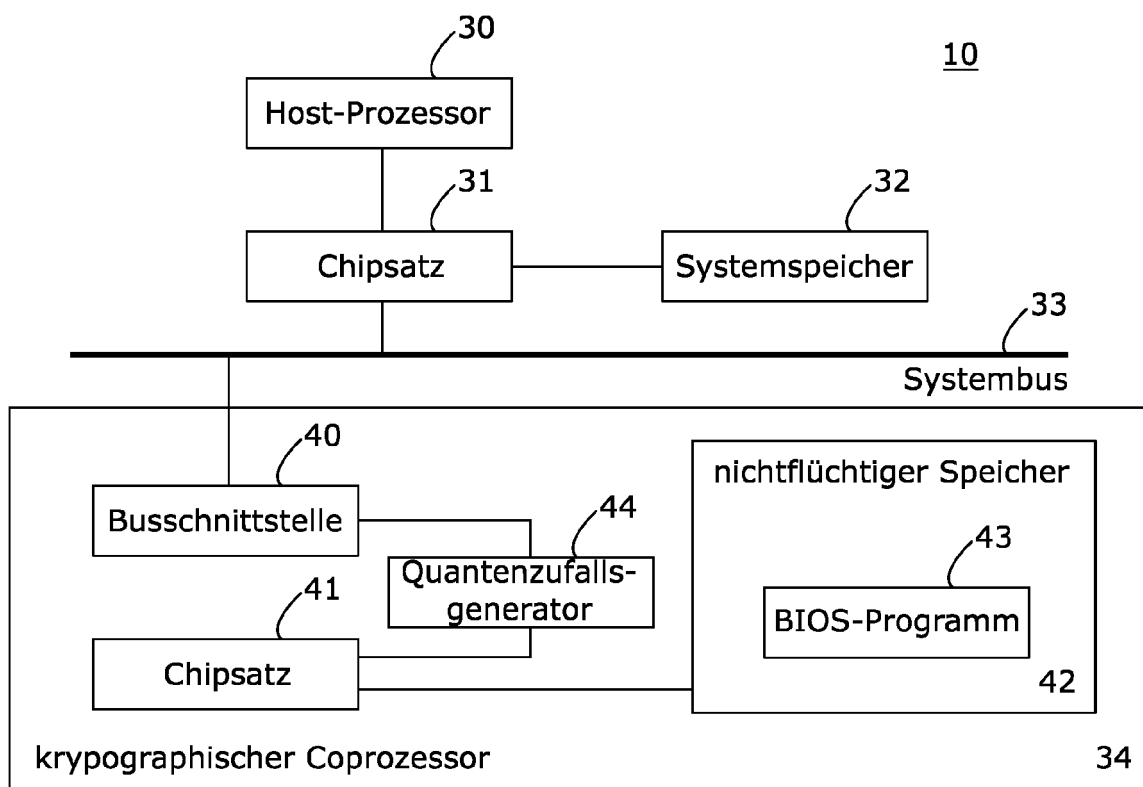 30
10
Host-Prozessor
31
32
Chipsatz
Systemspeicher
33
Systembus
40
nichtflüchtiger Speicher
Busschnittstelle
44
43
Quantenzufalls-
generator
BIOS-Programm
41
Chipsatz
42
krypographischer Coprozessor
34